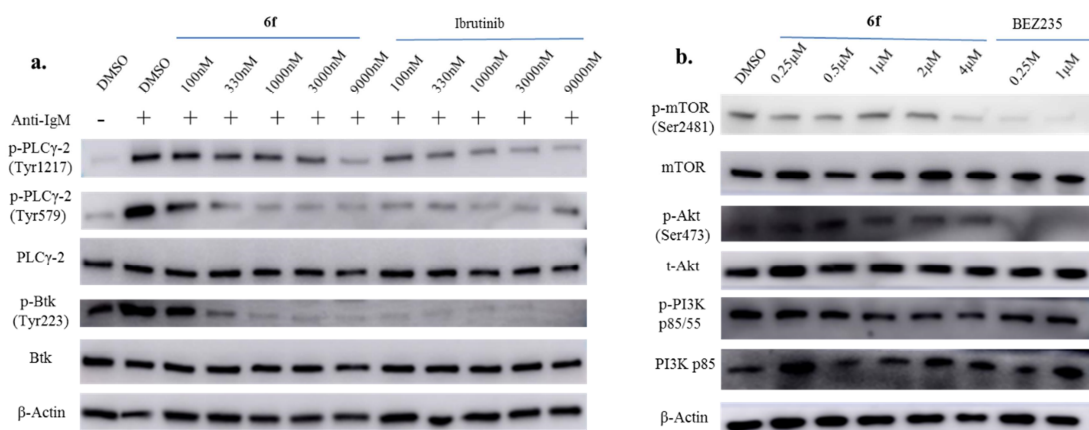 a.
6f
Ibrutinib
DMSO
DMSO
100nM
330nM
1000nM
3000nM
9000nM
100nM
330nM
1000nM
3000nM
9000nM
Anti-IgM - + + + + + + + + + + +
p-PLCγ-2
(Tyr1217)
p-PLCγ-2
(Tyr579)
PLCγ-2
p-Btk
(Tyr223)
Btk
β-Actin
b.
6f
BEZ235
DMSO
0.25μM
0.5μM
1μM
2μM
4μM
0.25M
1μM
p-mTOR
(Ser2481)
mTOR
p-Akt
(Ser473)
t-Akt
p-PI3K
p85/55
PI3K p85
β-Actin